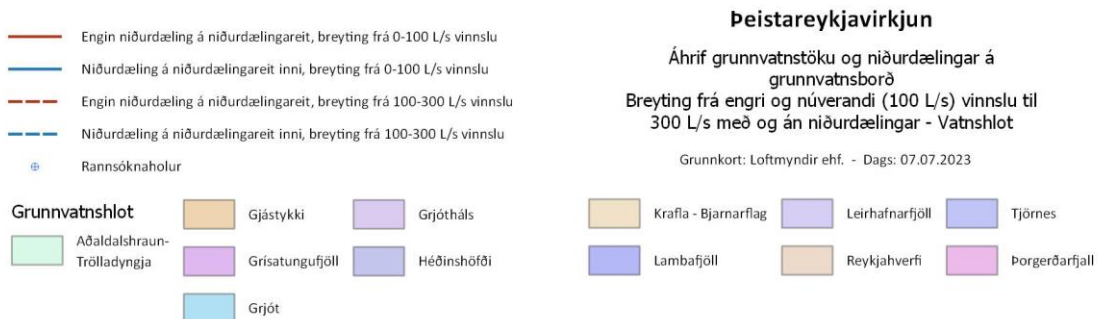 Engin niðurdæling á niðurdælingareit, breyting frá 0-100 L/s vinnslu
Niðurdæling á niðurdælingareit inni, breyting frá 0-100 L/s vinnslu
Engin niðurdæling á niðurdælingareit, breyting frá 100-300 L/s vinnslu
Niðurdæling á niðurdælingareit inni, breyting frá 100-300 L/s vinnslu
Rannsóknaholur
Grunnvatnshlot
Aðaldalshraun-
Trölladyngja
Gjástykki
Grísatungufjöll
Grjót
Grjótháls
Héðinshöfði
Þeistareykjavirkjun
Áhrif grunnvatnstöku og niðurdælingar á
grunnvatnsborð
Breyting frá engri og núverandi (100 L/s) vinnslu til
300 L/s með og án niðurdælingar - Vatnshlot
Grunnkort: Loftmyndir ehf. - Dags: 07.07.2023
Krafla - Bjarnarflag
Lambafjöll
Leirhafnarfjöll
Reykjahverfi
Tjörnes
Þorgerðarfjall